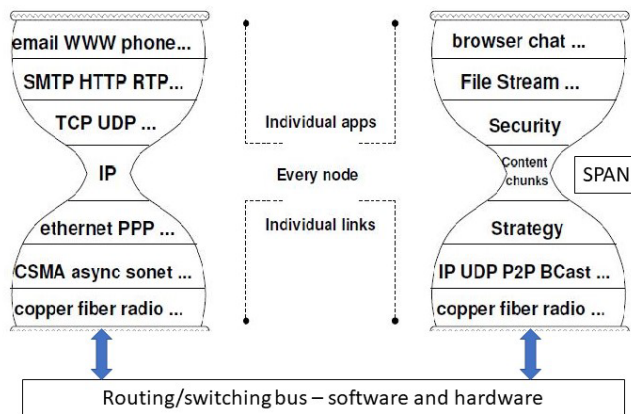 email WWW phone...
SMTP HTTP RTP...
TCP UDP ...
IP
ethernet PPP ...
CSMA async sonet ...
copper fiber radio ...
Individual apps
Every node
Individual links
browser chat ...
File Stream ...
Security
Content
chunks
SPAN
Strategy
IP UDP P2P BCast ...
copper fiber radio ...
Routing/switching bus – software and hardware